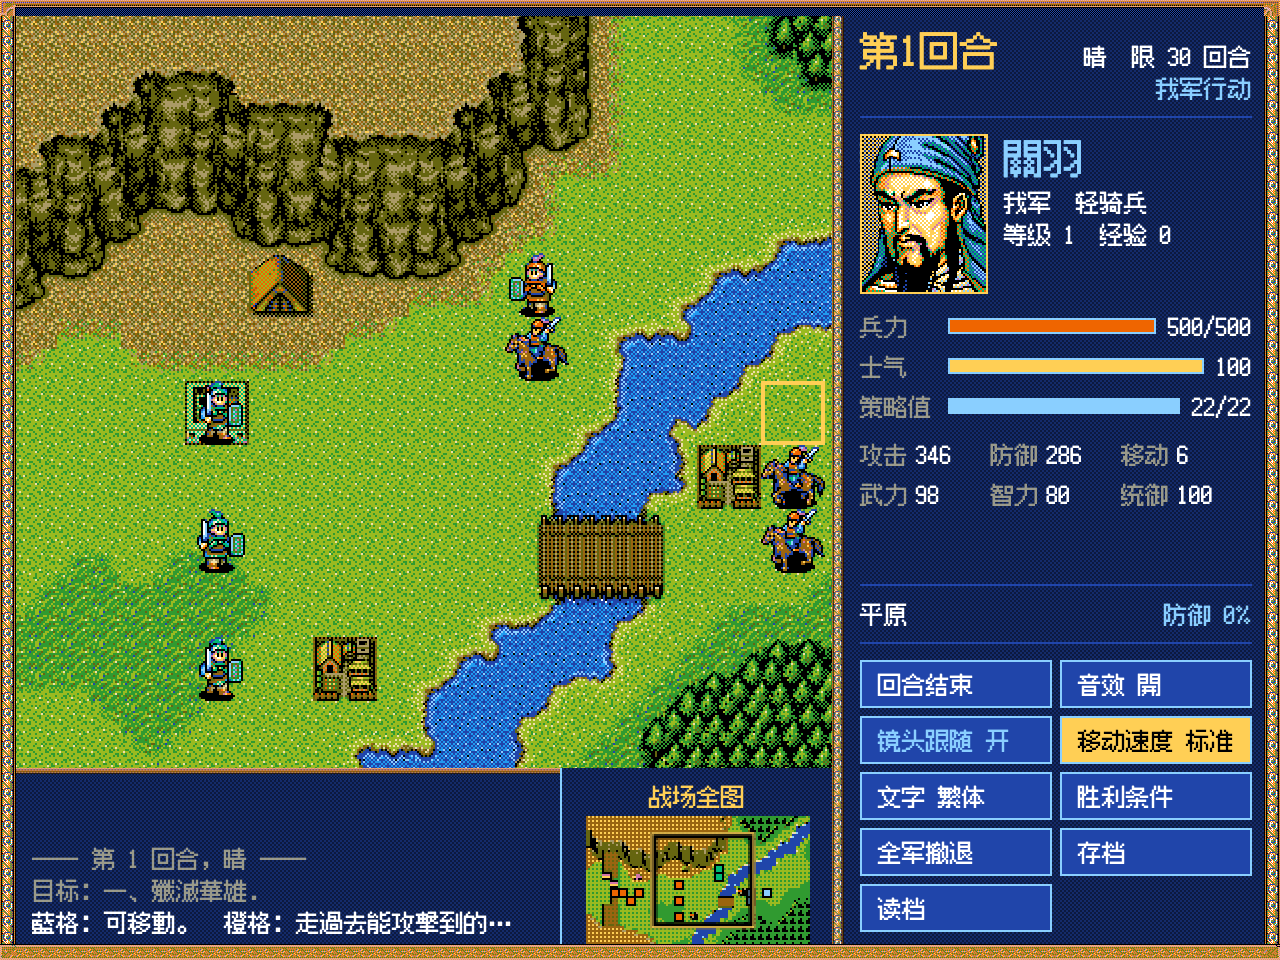 第1回合
晴 限 30 回合
我军行动
關羽
我军 轻骑兵
等级 1 经验 0
兵力 500/500
士气 100
策略值 22/22
攻击 346 防御 286 移动 6
武力 98 智力 80 统御 100
平原 防御 0%
回合结束 音效 開
镜头跟随 开 移动速度 标准
文字 繁体 胜利条件
全军撤退 存档
读档
战场全图
—— 第 1 回合，晴 ——
目标：一、殲滅華雄．
藍格：可移動。 橙格：走過去能攻擊到的…